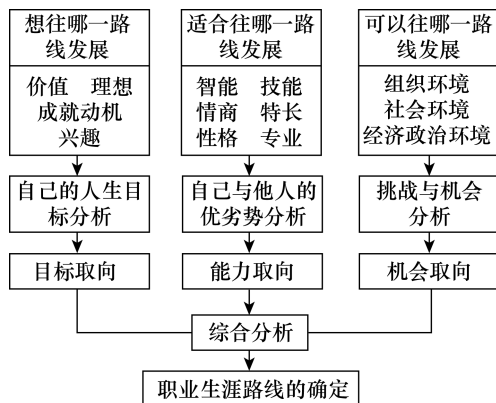 想往哪一路
线发展
价值 理想
成就动机
兴趣
自己的人生目
标分析
目标取向
适合往哪一路
线发展
智能 技能
情商 特长
性格 专业
自己与他人的
优劣势分析
能力取向
可以往哪一路
线发展
组织环境
社会环境
经济政治环境
挑战与机会
分析
机会取向
综合分析
职业生涯路线的确定